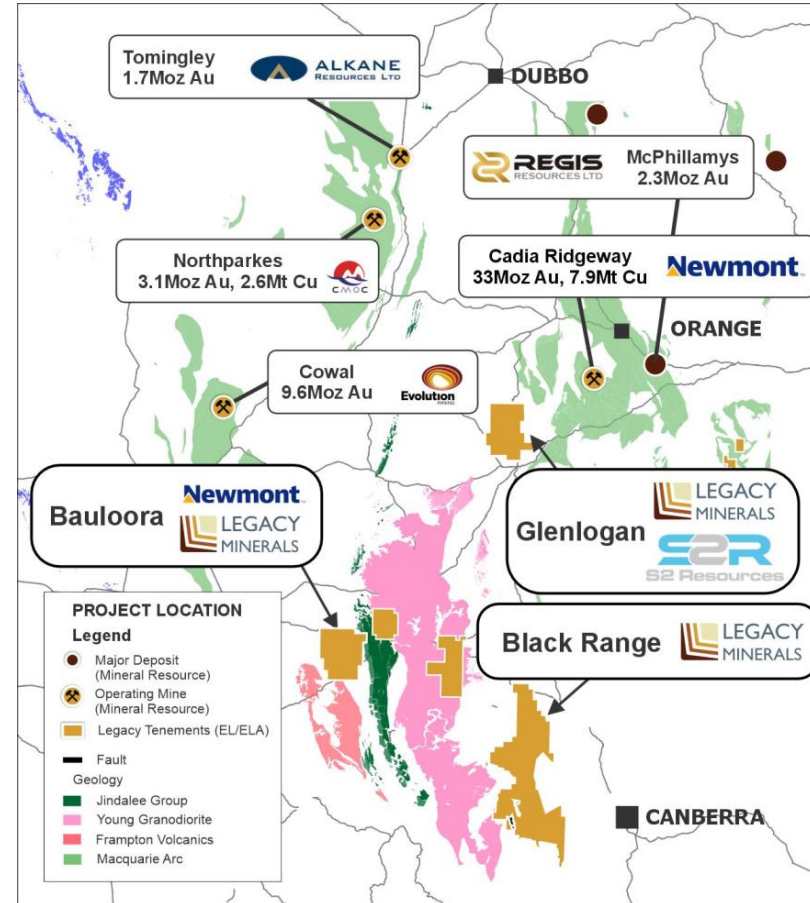 Tomingley
1.7Moz Au
ALKANE
RESOURCES LTD
DUBBO
REGIS
RESOURCES LTD
McPhillamys
2.3Moz Au
Northparkes
3.1Moz Au, 2.6Mt Cu
CMOC
Cadia Ridgeway
33Moz Au, 7.9Mt Cu
Newmont™
ORANGE
Cowal
9.6Moz Au
Evolution
MINING
Bauloora
Newmont™
LEGACY
MINERALS
Glenlogan
LEGACY
MINERALS
S2R
S2 Resources
Black Range
LEGACY
MINERALS
CANBERRA
PROJECT LOCATION
Legend
Major Deposit
(Mineral Resource)
Operating Mine
(Mineral Resource)
Legacy Tenements (EL/ELA)
Fault
Geology
Jindalee Group
Young Granodiorite
Frampton Volcanics
Macquarie Arc